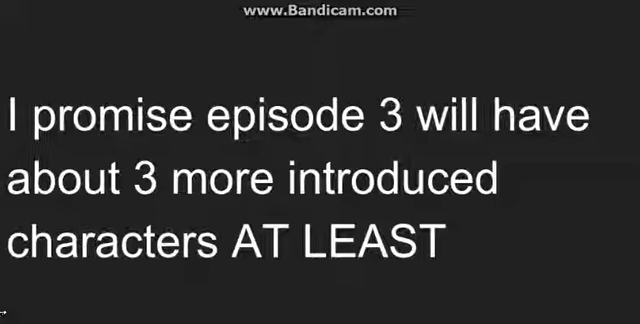 www.Bandicam.com
I promise episode 3 will have
about 3 more introduced
characters AT LEAST